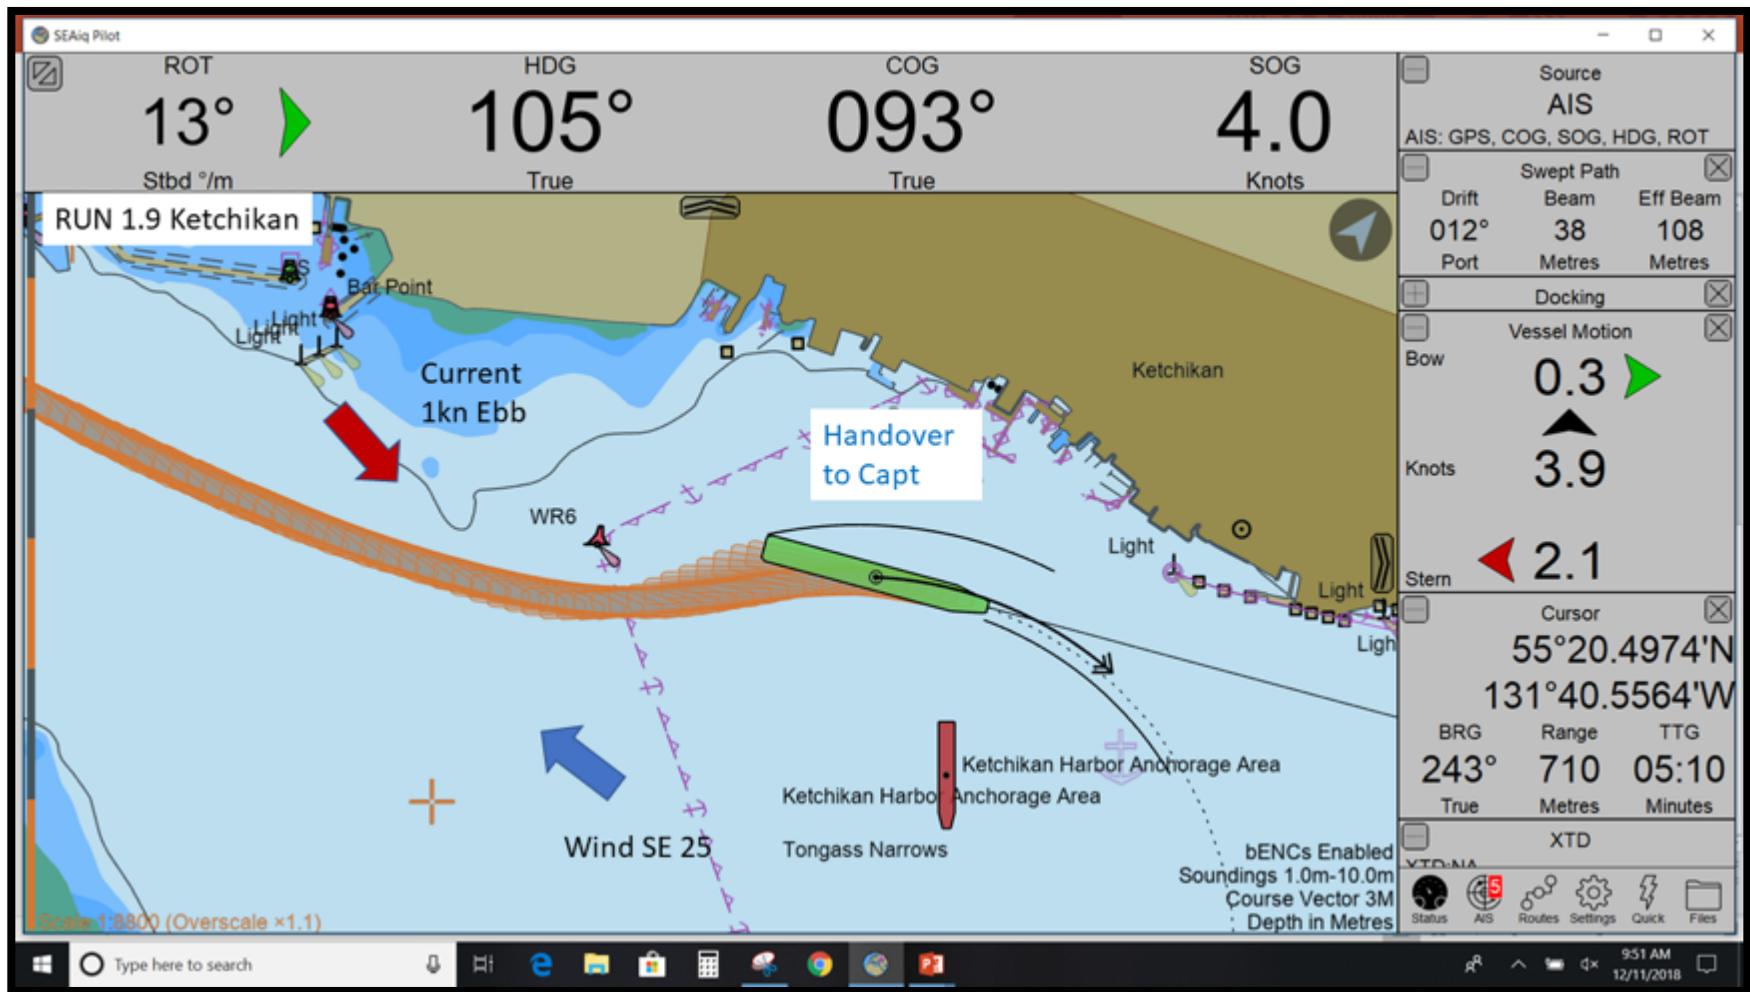 SEAiq Pilot
ROT
HDG
COG
SOG
13°
105°
093°
4.0
Stbd °/m
True
True
Knots
Source
AIS
AIS: GPS, COG, SOG, HDG, ROT
Swept Path
Drift
Beam
Eff Beam
012°
38
108
Port
Metres
Metres
Docking
Vessel Motion
Bow
0.3
Knots
3.9
Stern
2.1
Cursor
55°20.4974'N
131°40.5564'W
BRG
Range
TTG
243°
710
05:10
True
Metres
Minutes
XTD
XTD:NA
Status
AIS
5
Routes
Settings
Quick
Files
RUN 1.9 Ketchikan
S
Bar Point
Light
Light
Light
Current
1kn Ebb
Ketchikan
Handover
to Capt
WR6
Light
Light
Ligh
Ketchikan Harbor Anchorage Area
Ketchikan Harbor Anchorage Area
Wind SE 25
Tongass Narrows
bENCs Enabled
Soundings 1.0m-10.0m
Course Vector 3M
Depth in Metres
Scale 1:8800 (Overscale ×1.1)
Type here to search
9:51 AM
12/11/2018